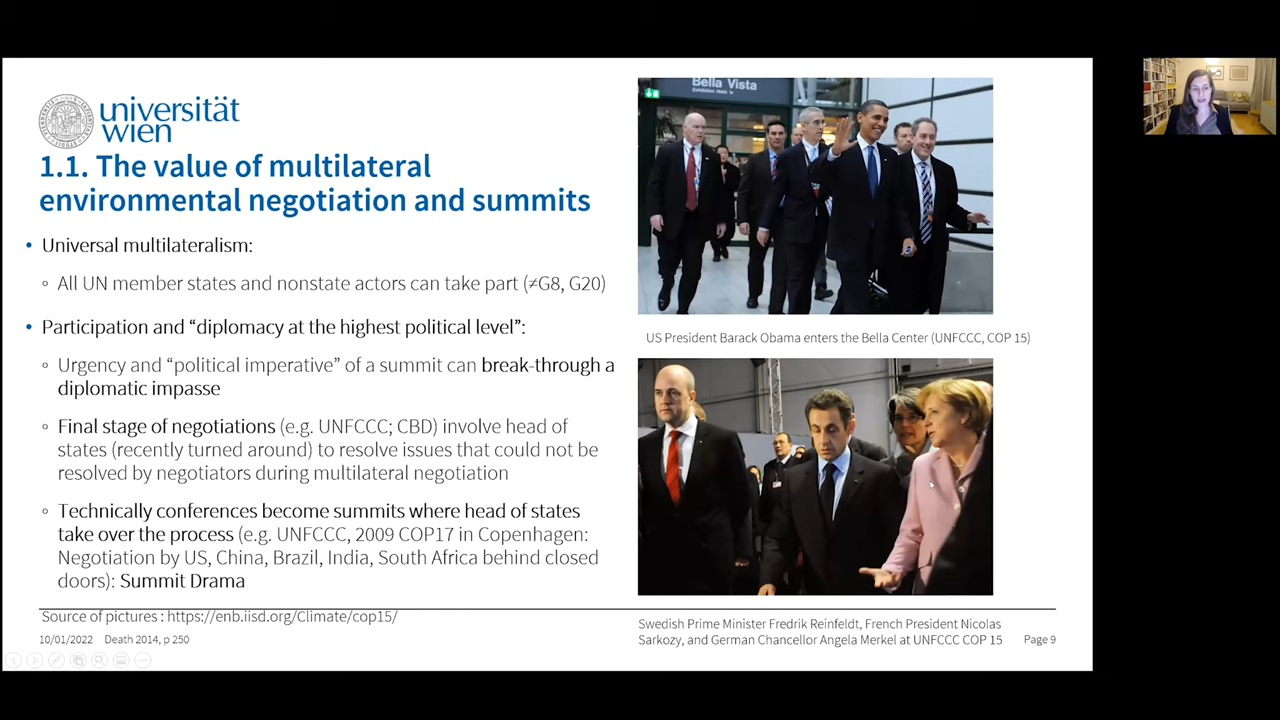 universität
wien
1.1. The value of multilateral
environmental negotiation and summits
• Universal multilateralism:
◦ All UN member states and nonstate actors can take part (≠G8, G20)
• Participation and “diplomacy at the highest political level”:
◦ Urgency and “political imperative” of a summit can break-through a
diplomatic impasse
◦ Final stage of negotiations (e.g. UNFCCC; CBD) involve head of
states (recently turned around) to resolve issues that could not be
resolved by negotiators during multilateral negotiation
◦ Technically conferences become summits where head of states
take over the process (e.g. UNFCCC, 2009 COP17 in Copenhagen:
Negotiation by US, China, Brazil, India, South Africa behind closed
doors): Summit Drama
Source of pictures : https://enb.iisd.org/Climate/cop15/
10/01/2022 Death 2014, p 250
Bella Vista
US President Barack Obama enters the Bella Center (UNFCCC, COP 15)
Swedish Prime Minister Fredrik Reinfeldt, French President Nicolas
Sarkozy, and German Chancellor Angela Merkel at UNFCCC COP 15
Page 9